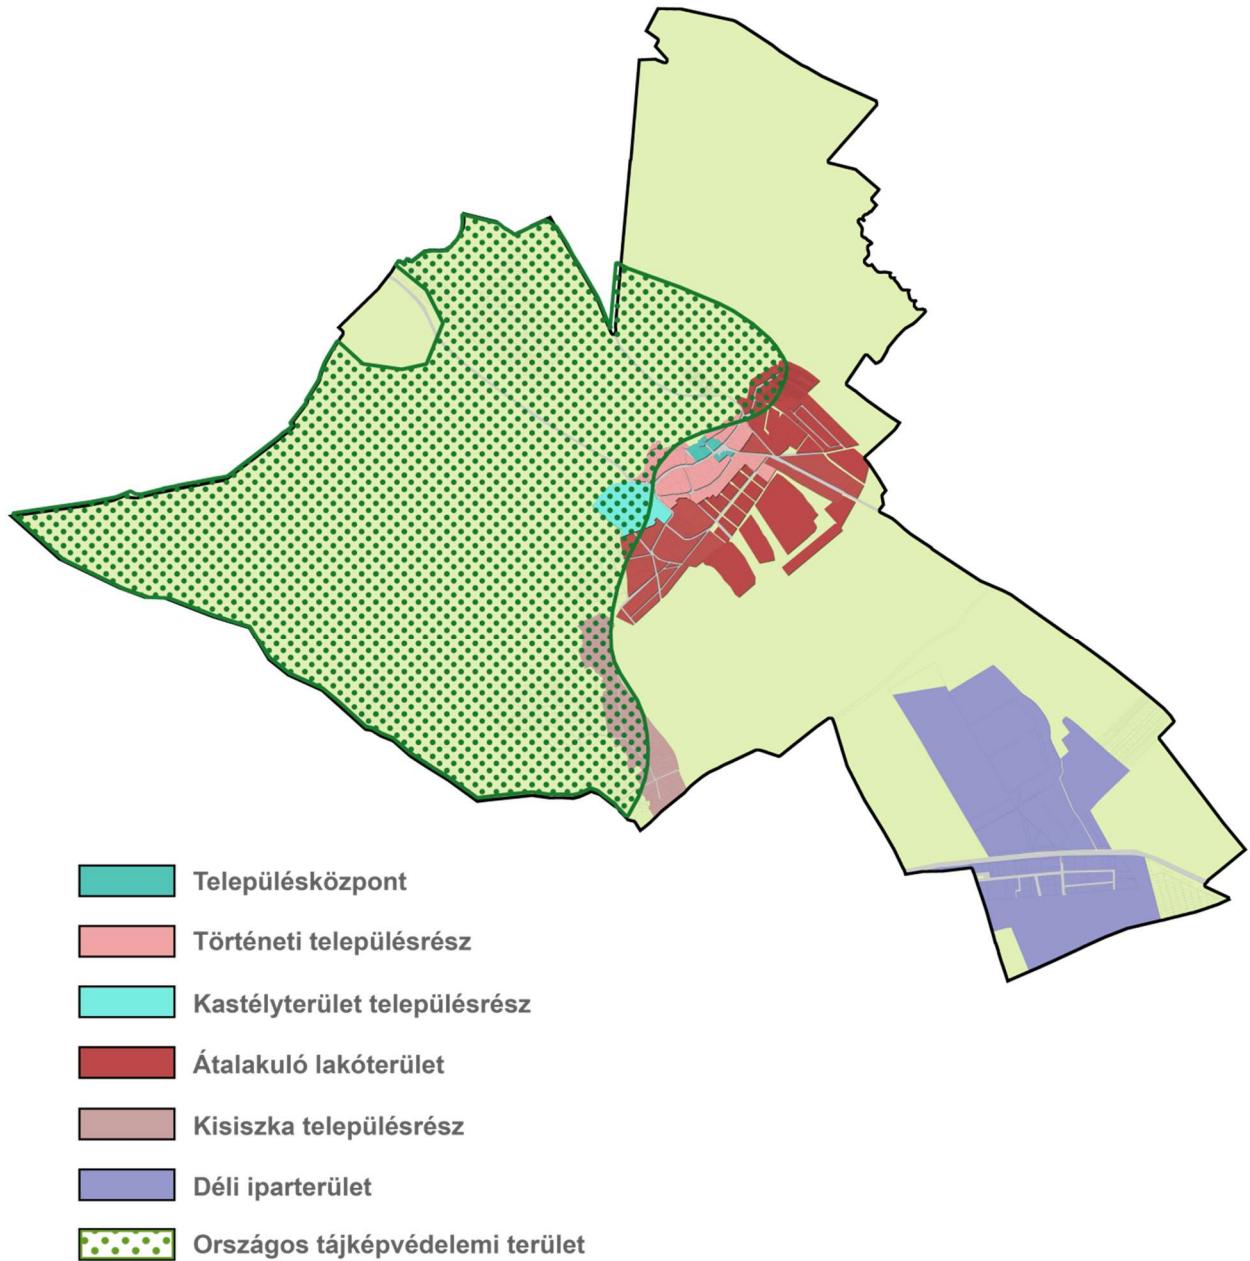 Településközpont
Történeti településrész
Kastélyterület településrész
Átalakuló lakóterület
Kisiszka településrész
Déli iparterület
Országos tájképvédelemi terület